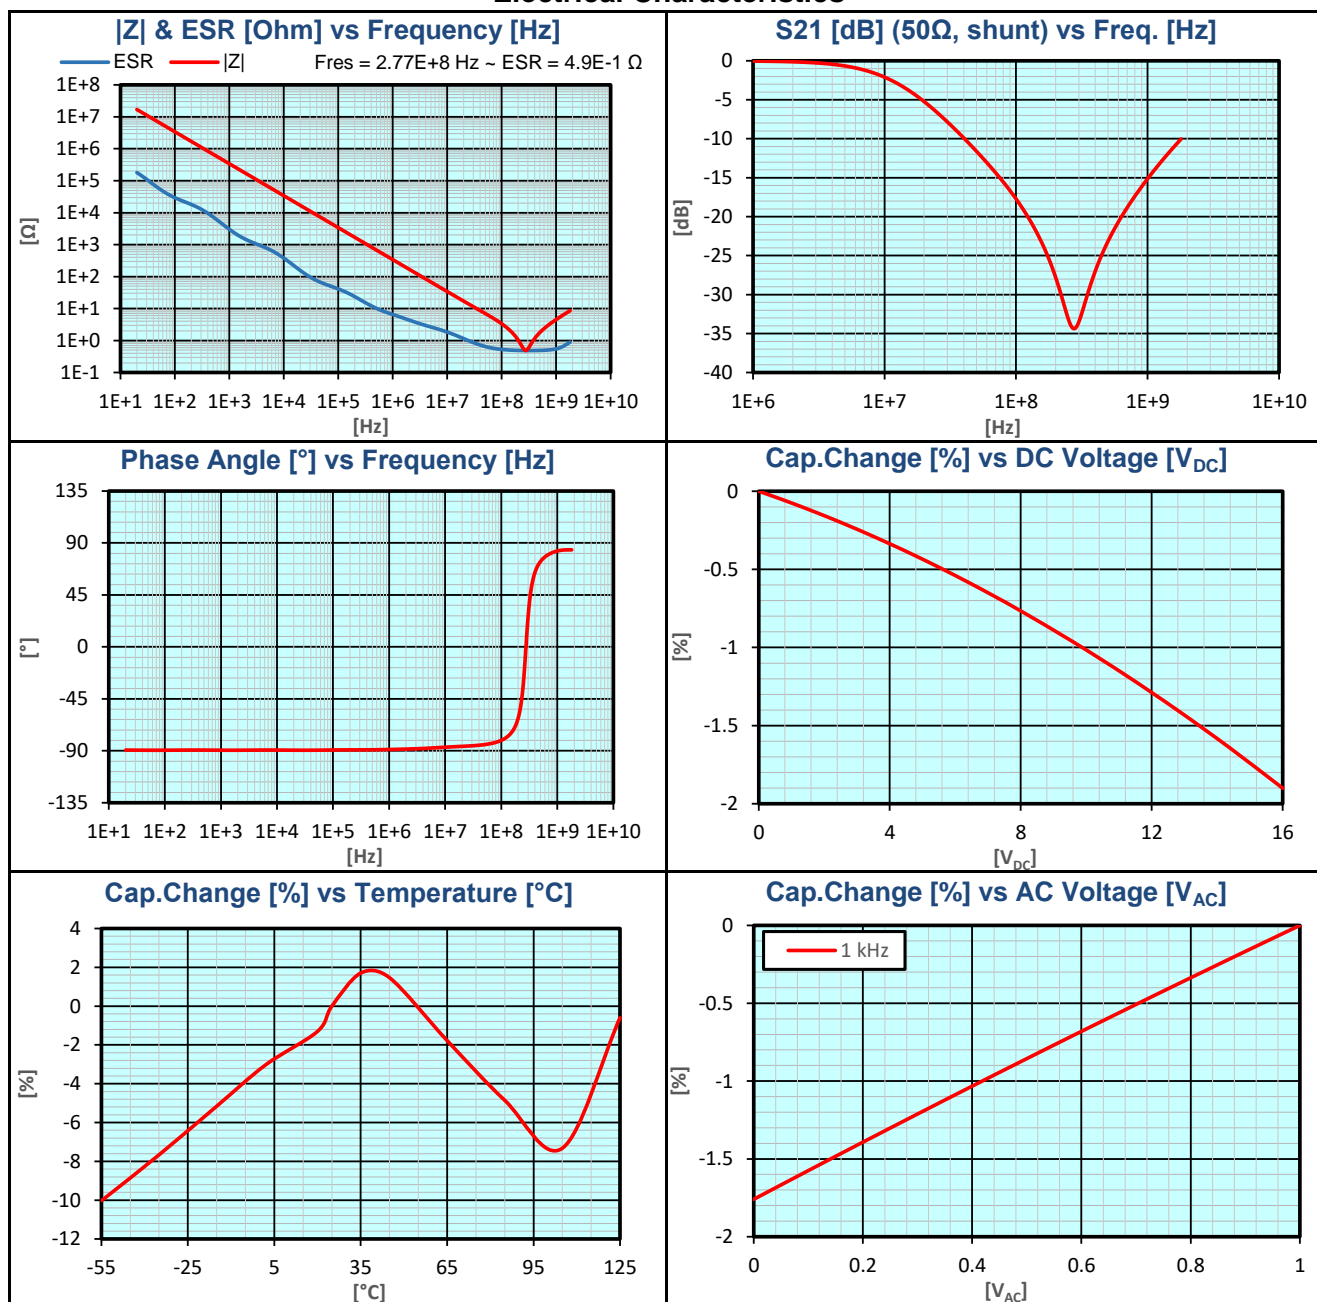 Electrical Characteristics
|Z| & ESR [Ohm] vs Frequency [Hz]
ESR |Z| Fres = 2.77E+8 Hz ~ ESR = 4.9E-1 Ω
1E+8
1E+7
1E+6
1E+5
1E+4
1E+3
1E+2
1E+1
1E+0
1E-1
[Ω]
1E+1 1E+2 1E+3 1E+4 1E+5 1E+6 1E+7 1E+8 1E+9 1E+10
[Hz]
S21 [dB] (50Ω, shunt) vs Freq. [Hz]
0
-5
-10
-15
-20
-25
-30
-35
-40
[dB]
1E+6 1E+7 1E+8 1E+9 1E+10
[Hz]
Phase Angle [°] vs Frequency [Hz]
135
90
45
0
-45
-90
-135
[°]
1E+1 1E+2 1E+3 1E+4 1E+5 1E+6 1E+7 1E+8 1E+9 1E+10
[Hz]
Cap.Change [%] vs DC Voltage [VDC]
0
-0.5
-1
-1.5
-2
[%]
0 4 8 12 16
[VDC]
Cap.Change [%] vs Temperature [°C]
4
2
0
-2
-4
-6
-8
-10
-12
[%]
-55 -25 5 35 65 95 125
[°C]
Cap.Change [%] vs AC Voltage [VAC]
1 kHz
0
-0.5
-1
-1.5
-2
[%]
0 0.2 0.4 0.6 0.8 1
[VAC]